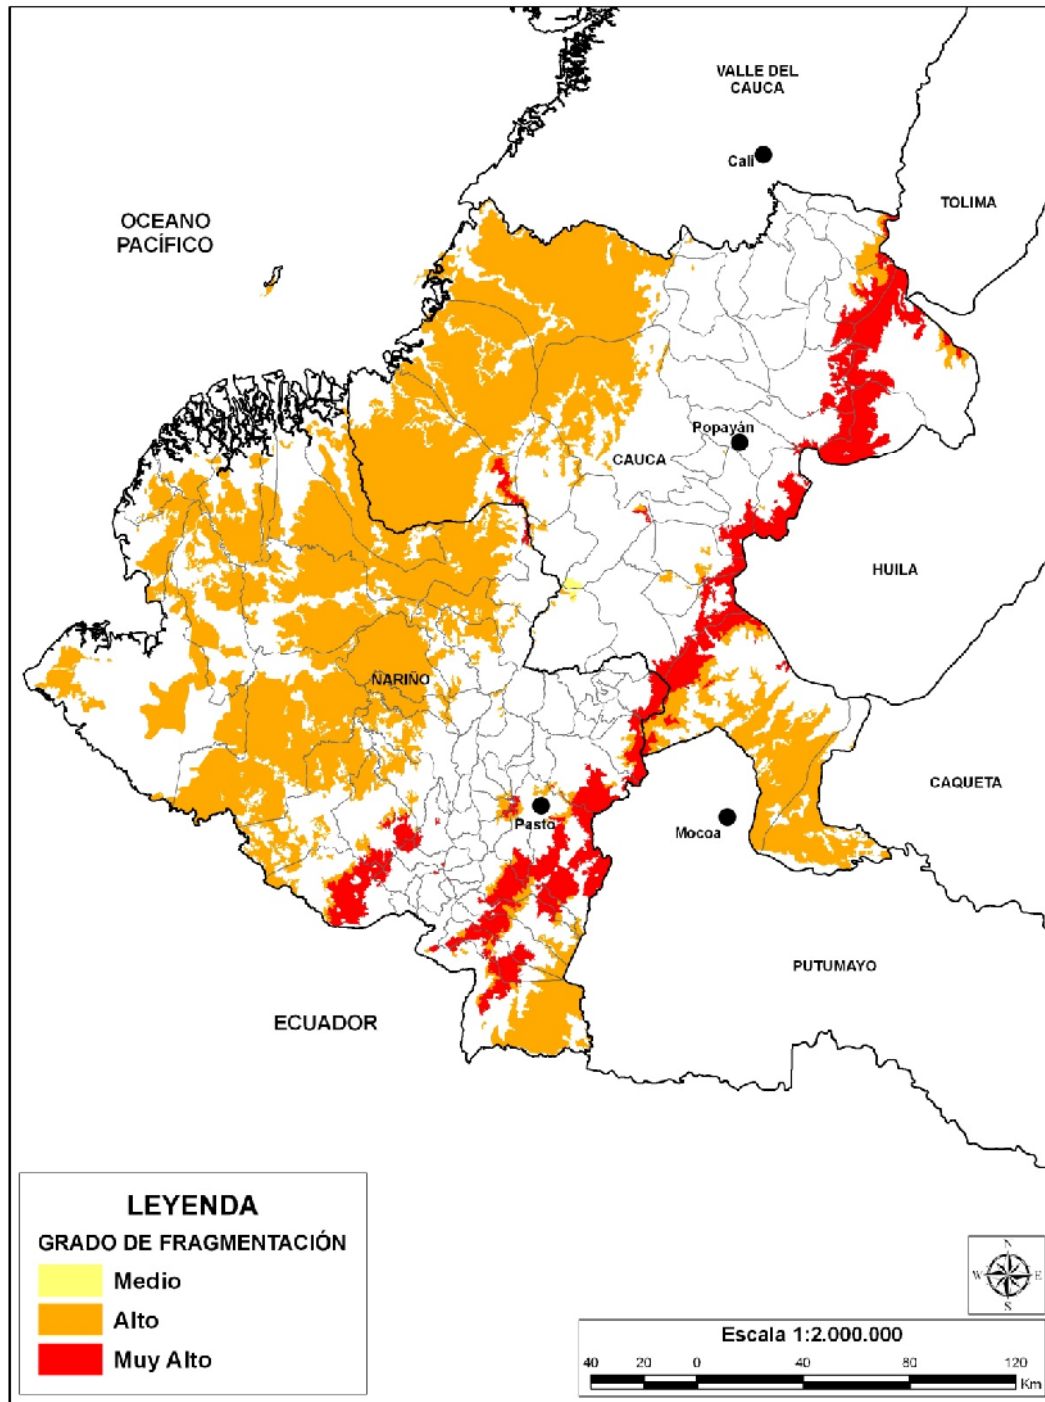 VALLE DEL
CAUCA
Cali
TOLIMA
OCEANO
PACÍFICO
Popayán
CAUCA
HUILA
NARIÑO
CAQUETA
Pasto
Mocoa
PUTUMAYO
ECUADOR
LEYENDA
GRADO DE FRAGMENTACIÓN
Medio
Alto
Muy Alto
N
W E
S
Escala 1:2.000.000
40 20 0 40 80 120
Km